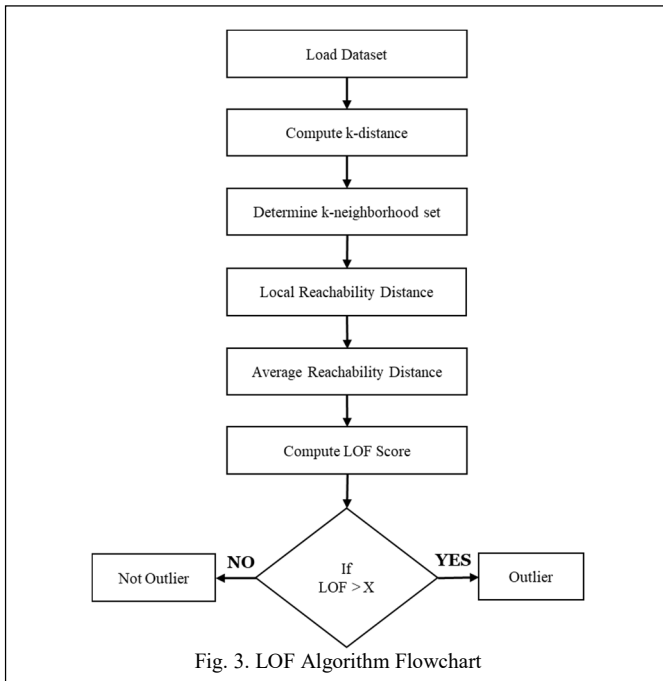 Load Dataset
Compute k-distance
Determine k-neighborhood set
Local Reachability Distance
Average Reachability Distance
Compute LOF Score
NO
YES
Not Outlier
If
LOF > X
Outlier
Fig. 3. LOF Algorithm Flowchart